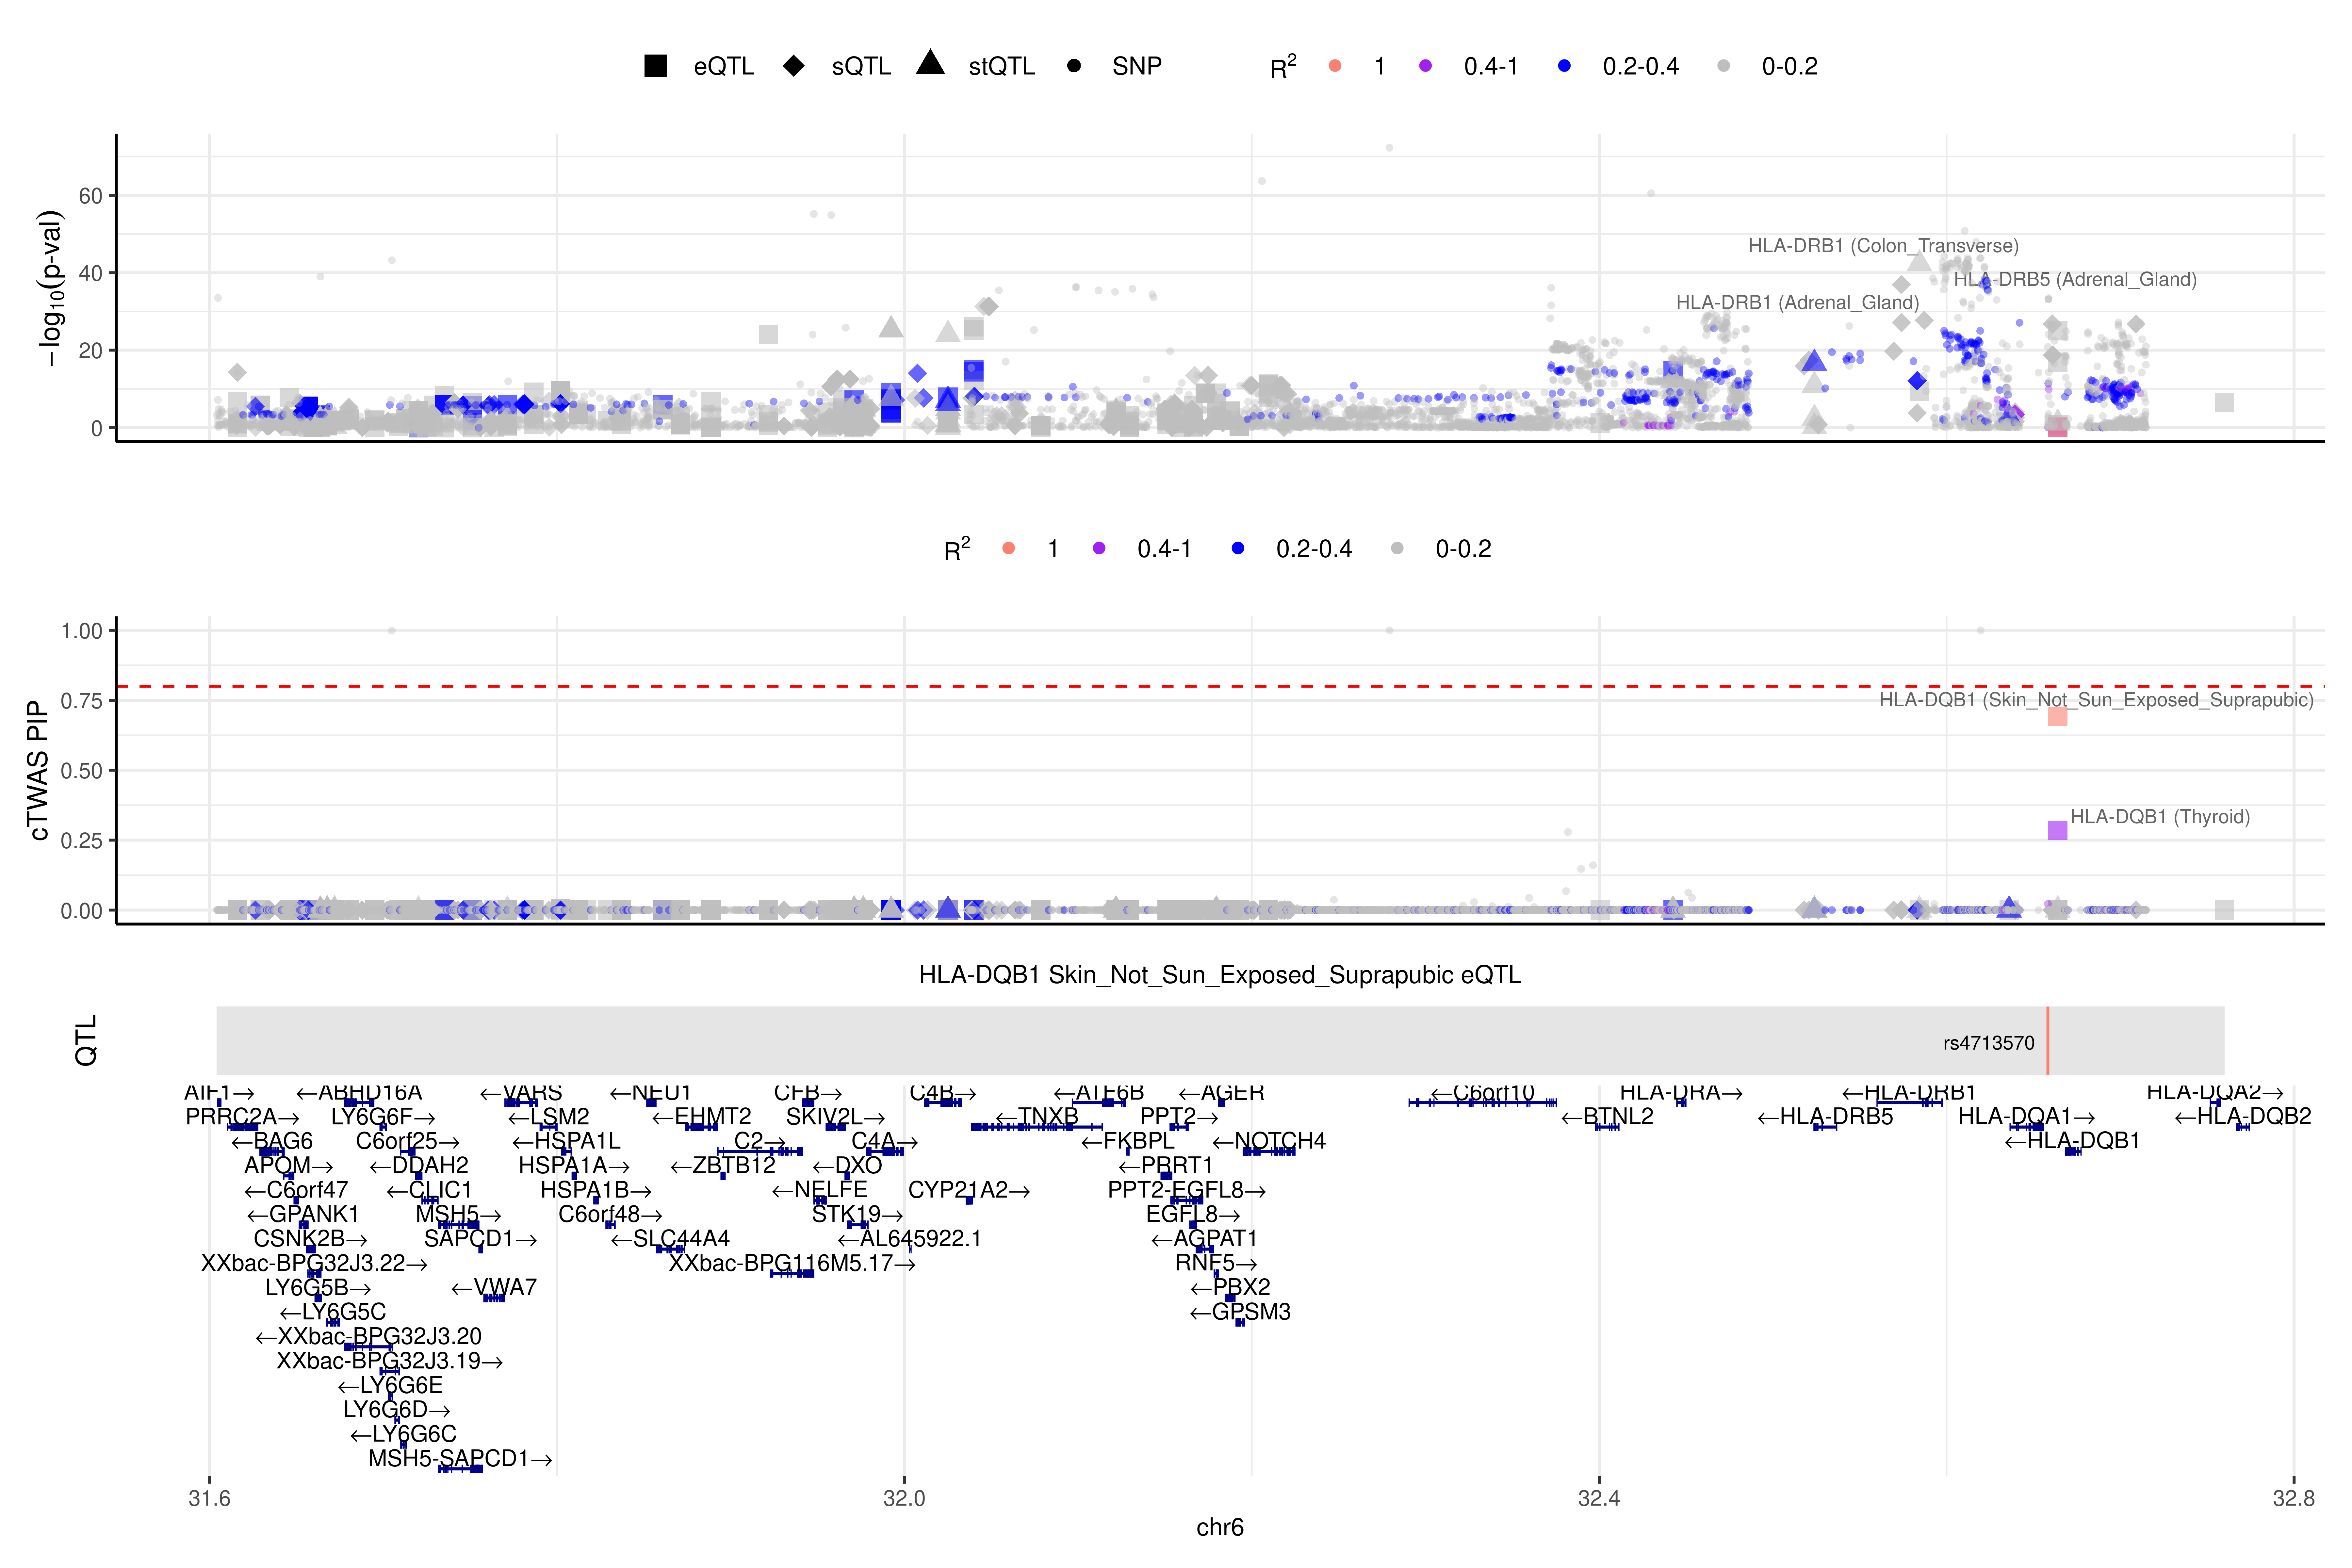 eQTL sQTL stQTL SNP R2 1 0.4-1 0.2-0.4 0-0.2
−log10(p-val)
60
40
20
0
HLA-DRB1 (Colon_Transverse)
HLA-DRB5 (Adrenal_Gland)
HLA-DRB1 (Adrenal_Gland)
R2 1 0.4-1 0.2-0.4 0-0.2
cTWAS PIP
1.00
0.75
0.50
0.25
0.00
HLA-DQB1 (Skin_Not_Sun_Exposed_Suprapubic)
HLA-DQB1 (Thyroid)
HLA-DQB1 Skin_Not_Sun_Exposed_Suprapubic eQTL
QTL
rs4713570
AIF1→ ←ABHD16A ←VARS ←NEU1 CFB→ C4B→ ←ATF6B ←AGER ←C6orf10 HLA-DRA→ ←HLA-DRB1 HLA-DQA2→
PRRC2A→ LY6G6F→ ←LSM2 ←EHMT2 SKIV2L→ ←TNXB PPT2→ ←BTNL2 ←HLA-DRB5 HLA-DQA1→ ←HLA-DQB2
←BAG6 C6orf25→ ←HSPA1L C2→ C4A→ ←FKBPL ←NOTCH4 ←HLA-DQB1
APOM→ ←DDAH2 HSPA1A→ ←ZBTB12 ←DXO ←PRRT1
←C6orf47 ←CLIC1 HSPA1B→ ←NELFE CYP21A2→ PPT2-EGFL8→
←GPANK1 MSH5→ C6orf48→ STK19→ EGFL8→
CSNK2B→ SAPCD1→ ←SLC44A4 ←AL645922.1 ←AGPAT1
XXbac-BPG32J3.22→ XXbac-BPG116M5.17→ RNF5→
LY6G5B→ ←VWA7 ←PBX2
←LY6G5C ←GPSM3
←XXbac-BPG32J3.20
XXbac-BPG32J3.19→
←LY6G6E
LY6G6D→
←LY6G6C
MSH5-SAPCD1→
31.6 32.0 32.4 32.8
chr6